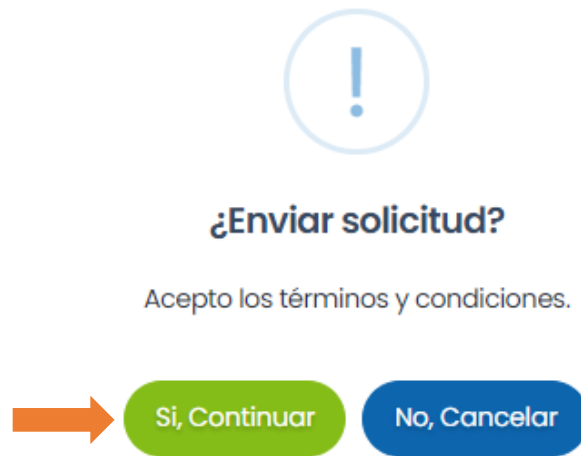 !
¿Enviar solicitud?
Acepto los términos y condiciones.
Si, Continuar
No, Cancelar